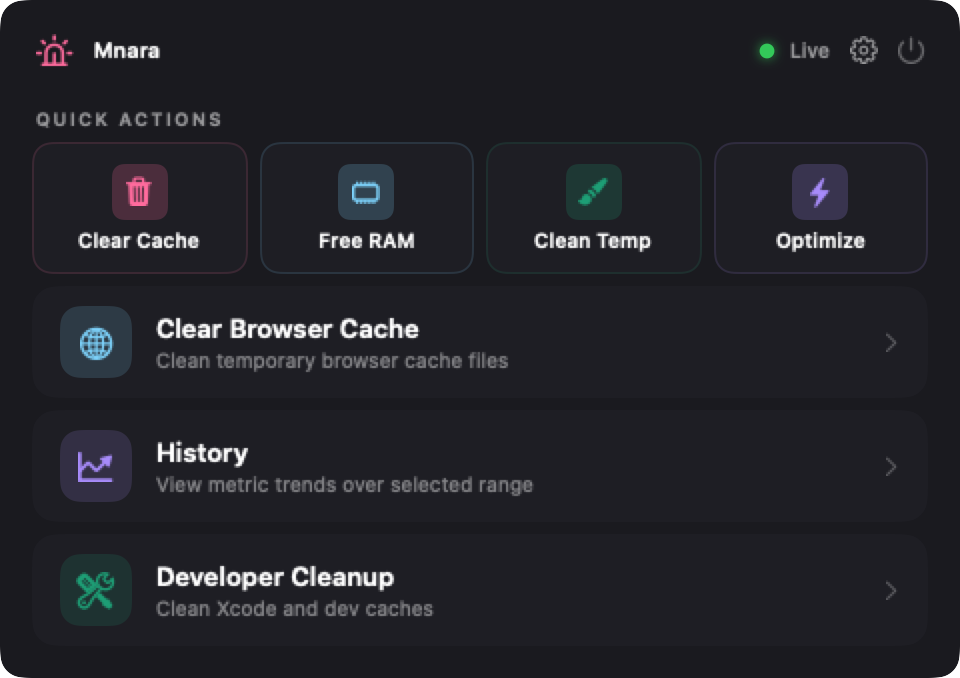 Mnara
Live
QUICK ACTIONS
Clear Cache
Free RAM
Clean Temp
Optimize
Clear Browser Cache
Clean temporary browser cache files
History
View metric trends over selected range
Developer Cleanup
Clean Xcode and dev caches